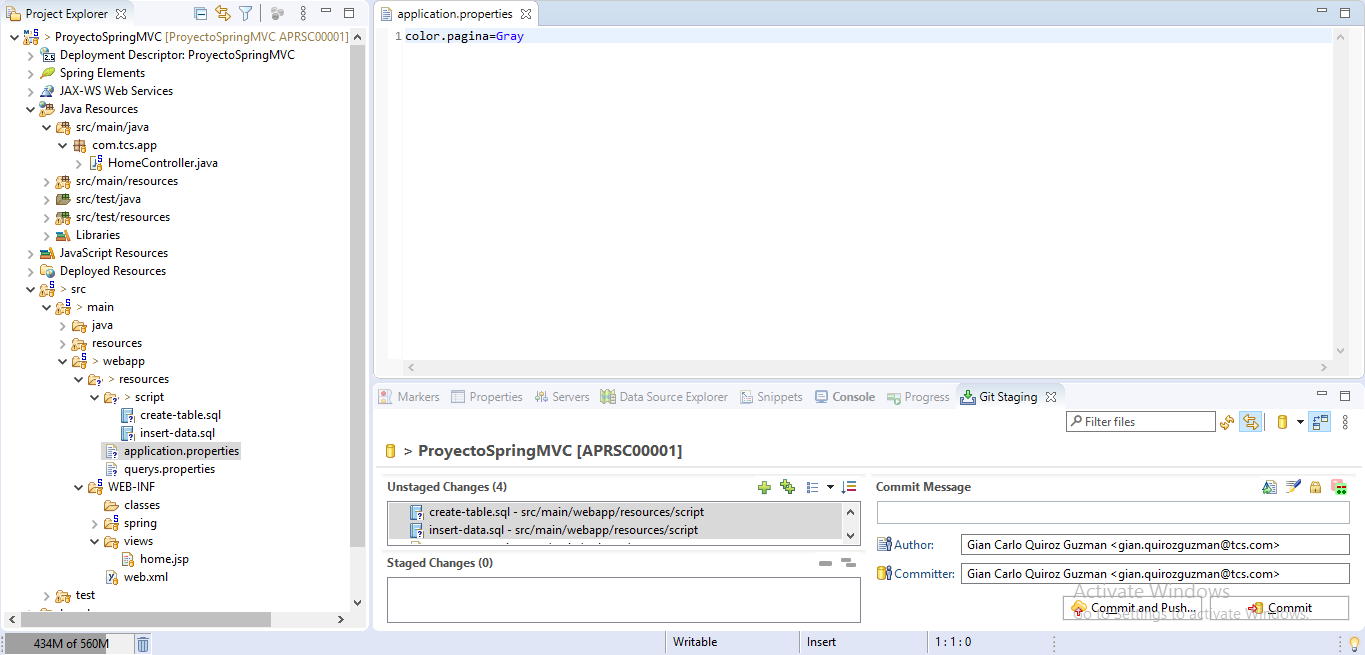 Project Explorer
> ProyectoSpringMVC [ProyectoSpringMVC APRSC00001]
Deployment Descriptor: ProyectoSpringMVC
Spring Elements
JAX-WS Web Services
Java Resources
src/main/java
com.tcs.app
HomeController.java
src/main/resources
src/test/java
src/test/resources
Libraries
JavaScript Resources
Deployed Resources
> src
> main
java
resources
> webapp
> resources
> script
create-table.sql
insert-data.sql
application.properties
querys.properties
WEB-INF
classes
spring
views
home.jsp
web.xml
test
434M of 560M
application.properties
1 color.pagina=Gray
Markers Properties Servers Data Source Explorer Snippets Console Progress Git Staging
Filter files
> ProyectoSpringMVC [APRSC00001]
Unstaged Changes (4)
create-table.sql - src/main/webapp/resources/script
insert-data.sql - src/main/webapp/resources/script
Staged Changes (0)
Commit Message
Author: Gian Carlo Quiroz Guzman <gian.quirozguzman@tcs.com>
Committer: Gian Carlo Quiroz Guzman <gian.quirozguzman@tcs.com>
Activate Windows
Go to Settings to activate Windows.
Commit and Push... Commit
Writable Insert 1 : 1 : 0